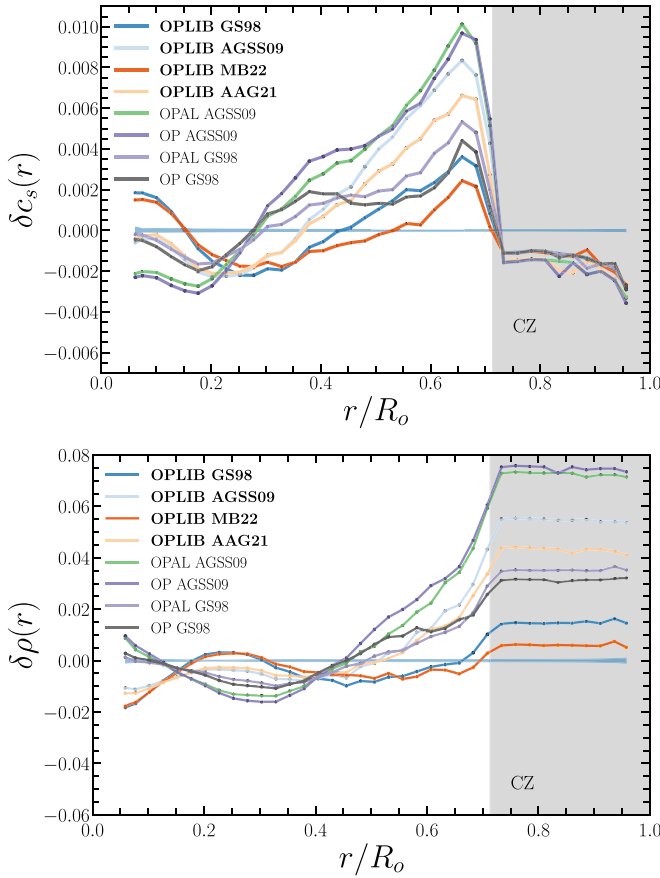 0.010
0.008
0.006
0.004
0.002
0.000
−0.002
−0.004
−0.006
δc_s(r)
OPLIB GS98
OPLIB AGSS09
OPLIB MB22
OPLIB AAG21
OPAL AGSS09
OP AGSS09
OPAL GS98
OP GS98
CZ
0.0 0.2 0.4 0.6 0.8 1.0
r/R_o
0.08
0.06
0.04
0.02
0.00
−0.02
−0.04
−0.06
δρ(r)
OPLIB GS98
OPLIB AGSS09
OPLIB MB22
OPLIB AAG21
OPAL AGSS09
OP AGSS09
OPAL GS98
OP GS98
CZ
0.0 0.2 0.4 0.6 0.8 1.0
r/R_o